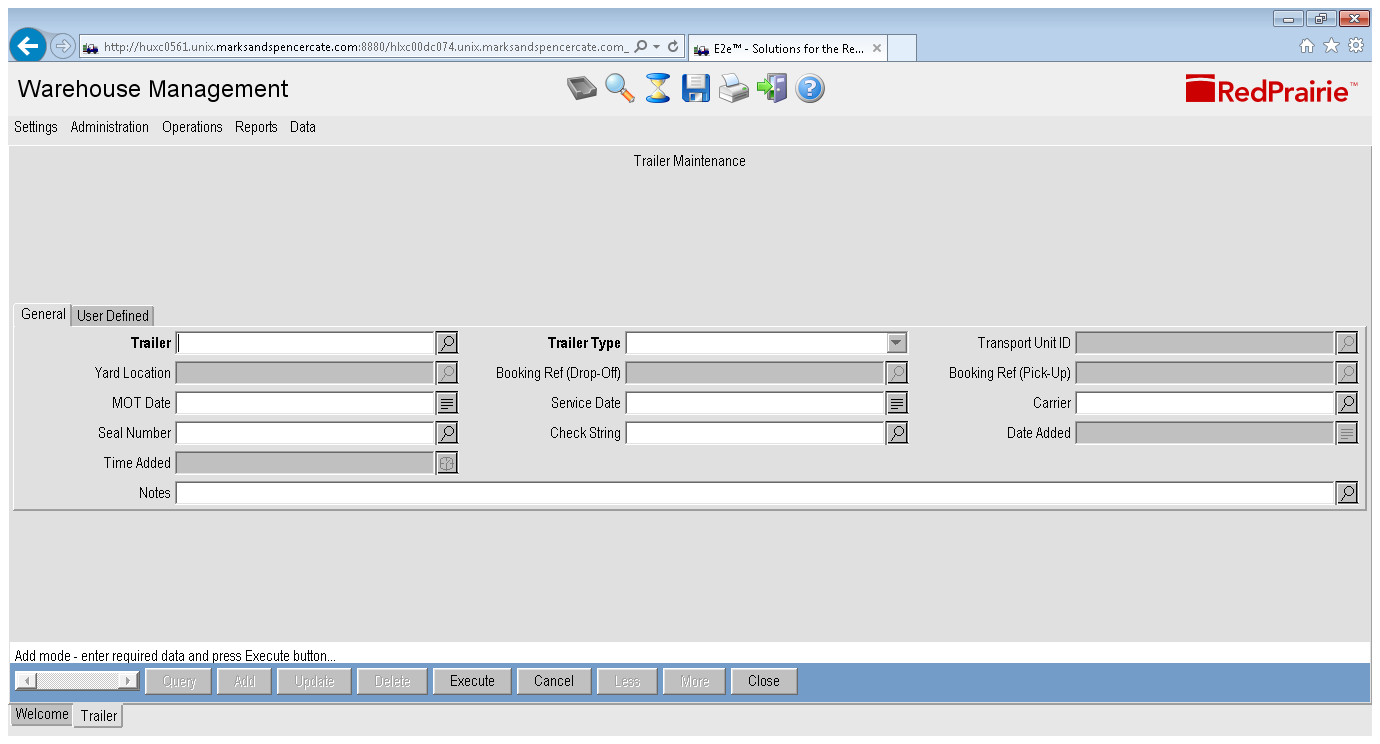 http://huxc0561.unix.marksandspencercate.com:8880/hlxc00dc074.unix.marksandspencercate.com_
E2e™ - Solutions for the Re...
Warehouse Management
RedPrairie™
Settings Administration Operations Reports Data
Trailer Maintenance
General User Defined
Trailer Trailer Type Transport Unit ID
Yard Location Booking Ref (Drop-Off) Booking Ref (Pick-Up)
MOT Date Service Date Carrier
Seal Number Check String Date Added
Time Added
Notes
Add mode - enter required data and press Execute button...
Query Add Update Delete Execute Cancel Less More Close
Welcome Trailer